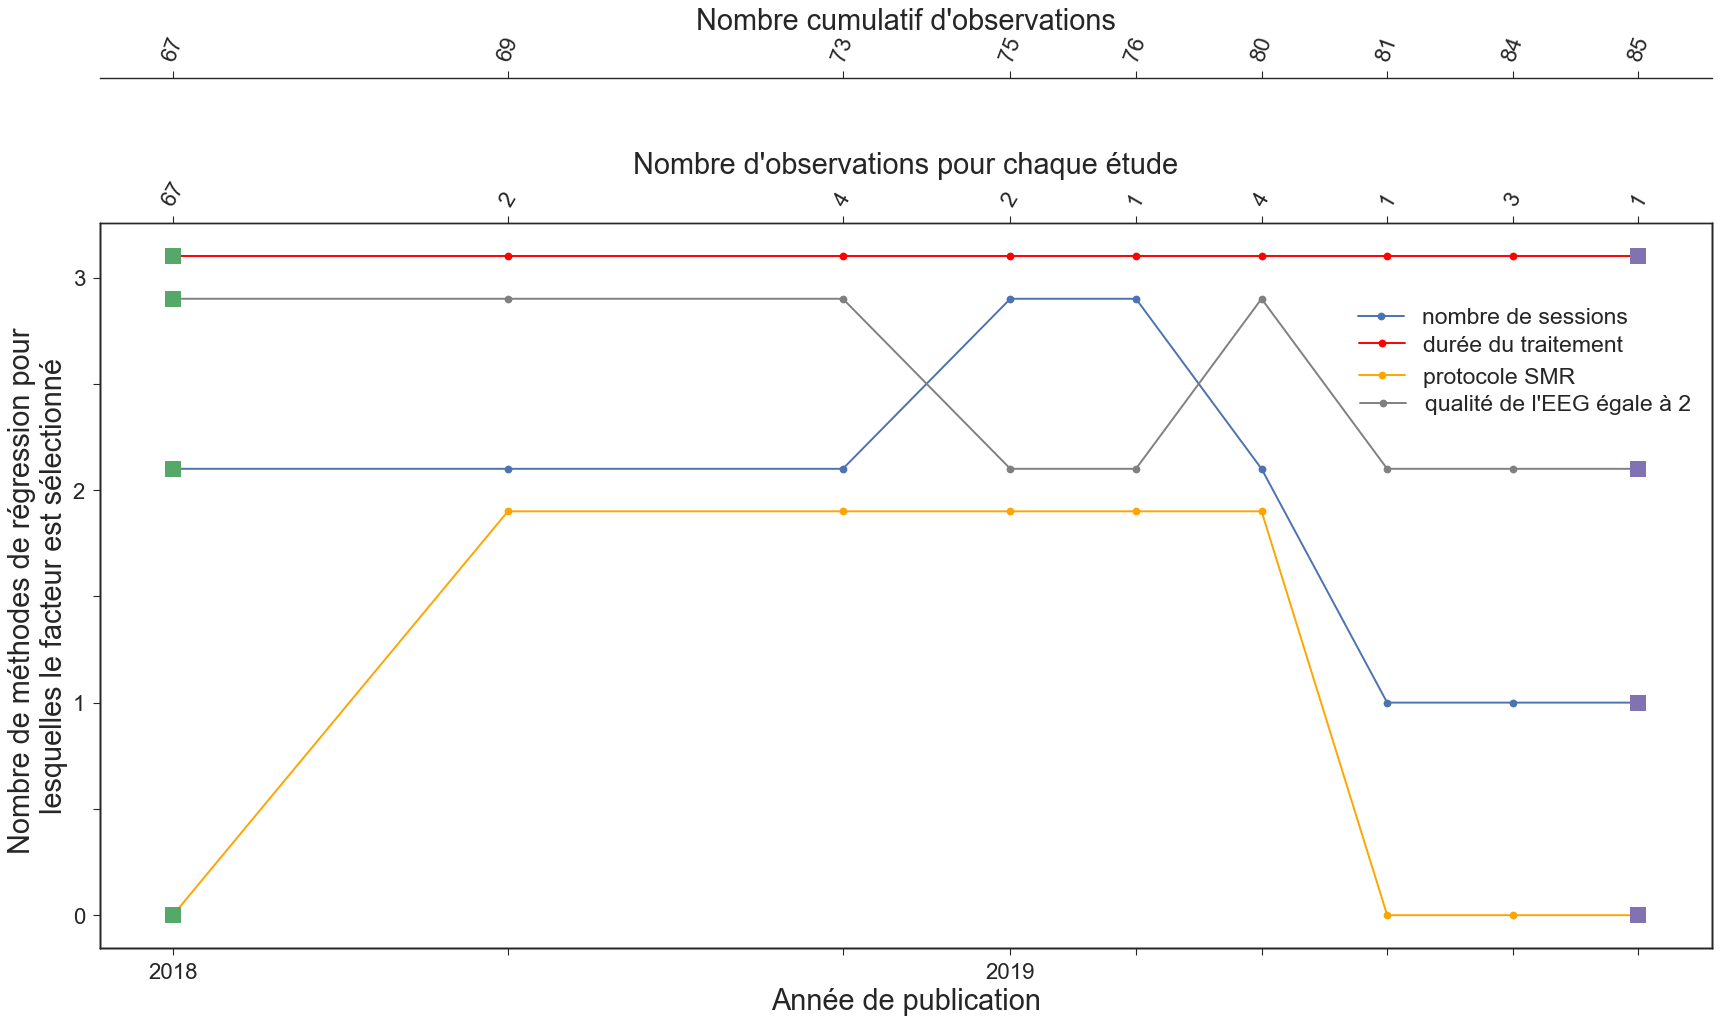 Nombre cumulatif d'observations
67 69 73 75 76 80 81 84 85
Nombre d'observations pour chaque étude
67 2 4 2 1 4 1 3 1
Nombre de méthodes de régression pour
lesquelles le facteur est sélectionné
3
2
1
0
nombre de sessions
durée du traitement
protocole SMR
qualité de l'EEG égale à 2
2018 2019
Année de publication